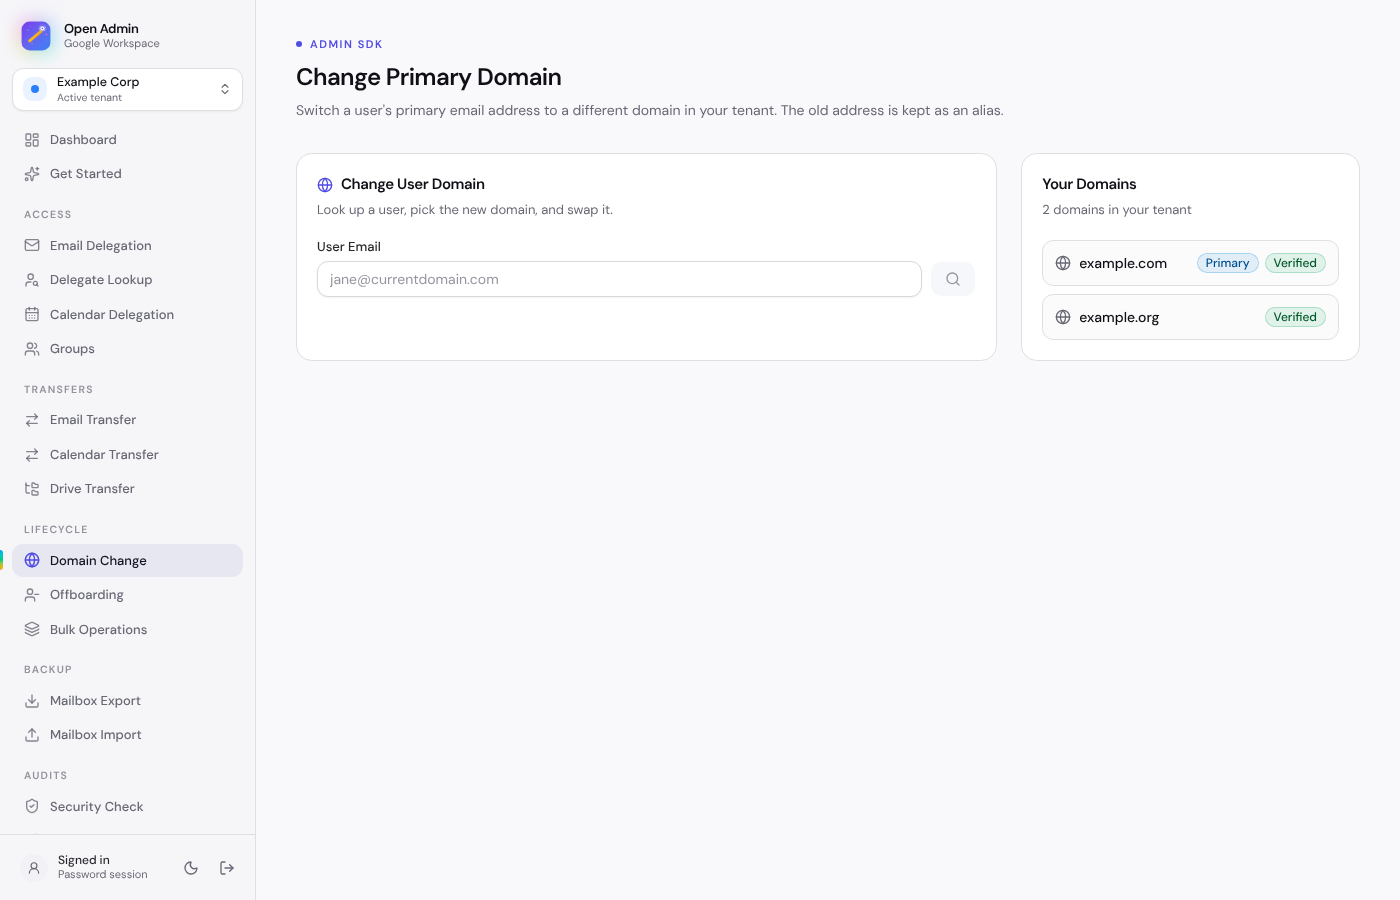 Open Admin
Google Workspace
Example Corp
Active tenant
Dashboard
Get Started
ACCESS
Email Delegation
Delegate Lookup
Calendar Delegation
Groups
TRANSFERS
Email Transfer
Calendar Transfer
Drive Transfer
LIFECYCLE
Domain Change
Offboarding
Bulk Operations
BACKUP
Mailbox Export
Mailbox Import
AUDITS
Security Check
Signed in
Password session
ADMIN SDK
Change Primary Domain
Switch a user's primary email address to a different domain in your tenant. The old address is kept as an alias.
Change User Domain
Look up a user, pick the new domain, and swap it.
User Email
jane@currentdomain.com
Your Domains
2 domains in your tenant
example.com Primary Verified
example.org Verified